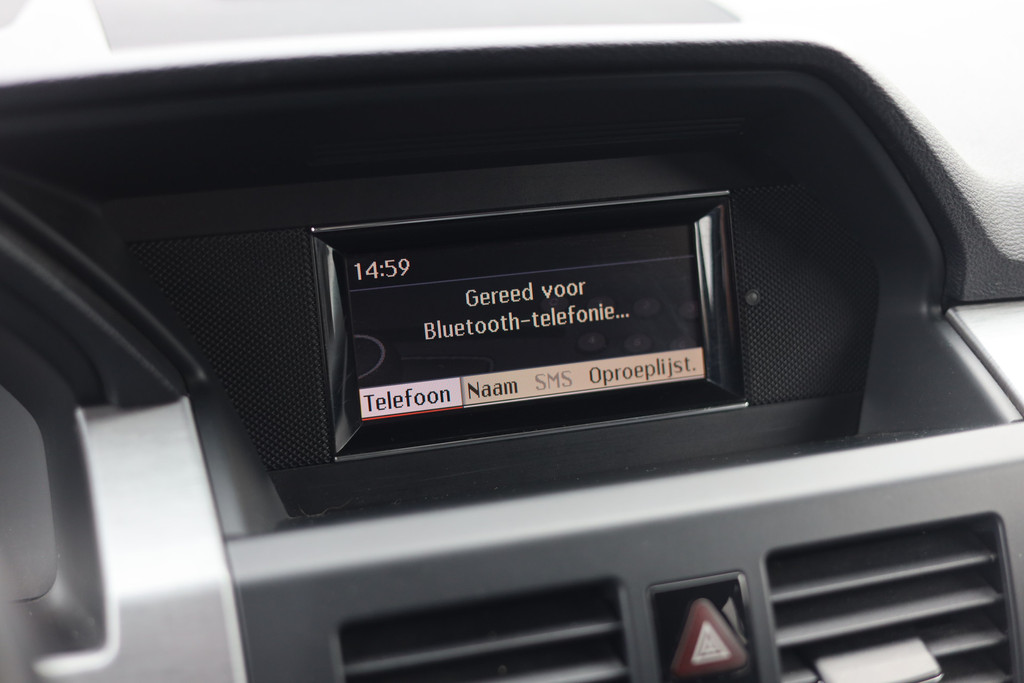 14:59
Gereed voor
Bluetooth-telefonie...
Telefoon Naam SMS Oproeplijst.